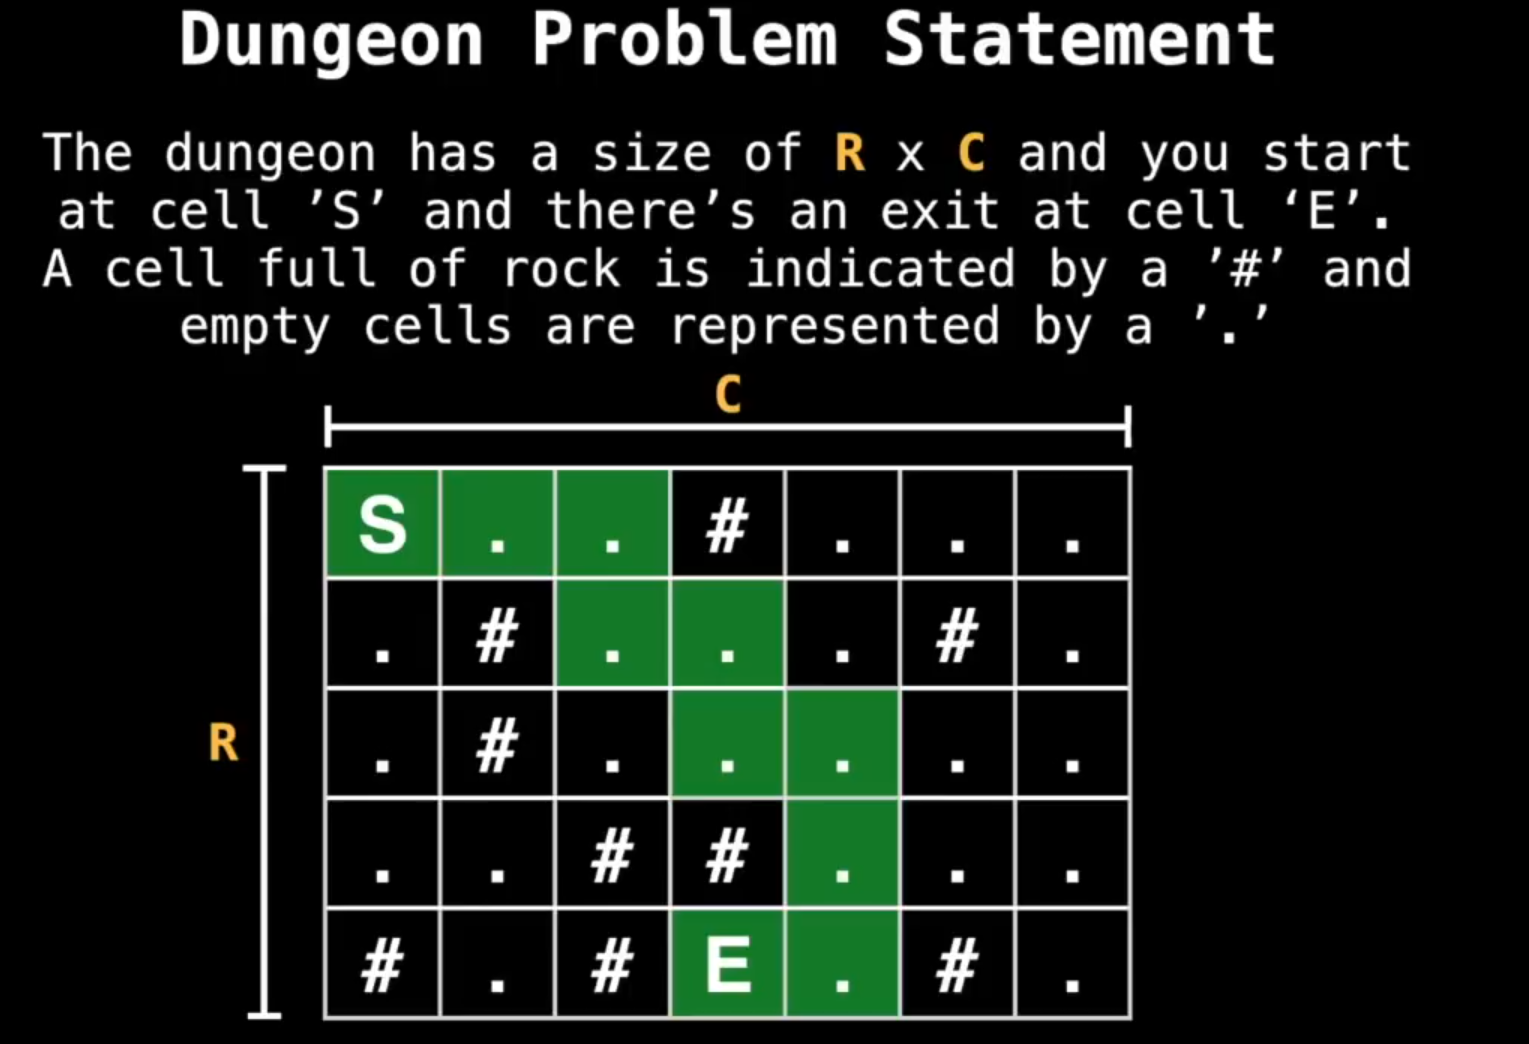 Dungeon Problem Statement
The dungeon has a size of R x C and you start
at cell ’S’ and there’s an exit at cell ‘E’.
A cell full of rock is indicated by a ’#’ and
empty cells are represented by a ’.’
C
R
S . . # . . .
. # . . . # .
. # . . . . .
. . # # . . .
# . # E . # .